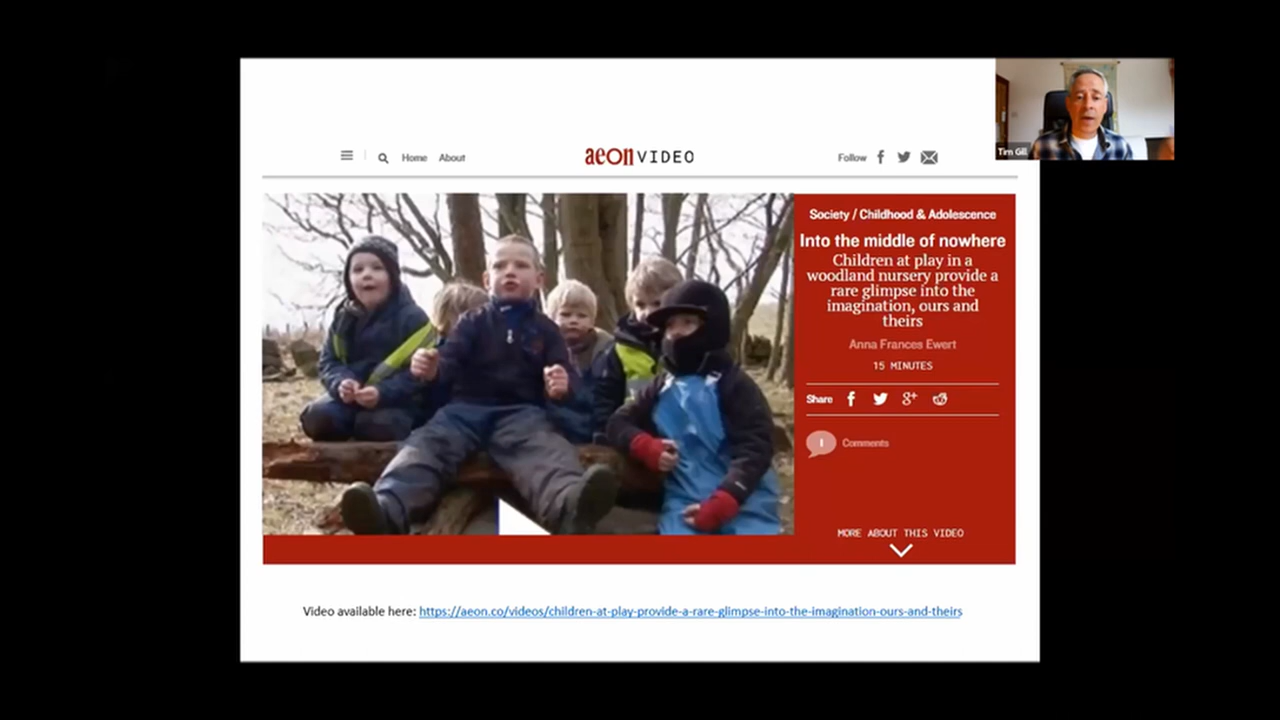 Home About
aeon VIDEO
Follow
Tim Gill
Society / Childhood & Adolescence
Into the middle of nowhere
Children at play in a
woodland nursery provide a
rare glimpse into the
imagination, ours and
theirs
Anna Frances Ewert
15 MINUTES
Share
1 Comments
MORE ABOUT THIS VIDEO
Video available here: https://aeon.co/videos/children-at-play-provide-a-rare-glimpse-into-the-imagination-ours-and-theirs